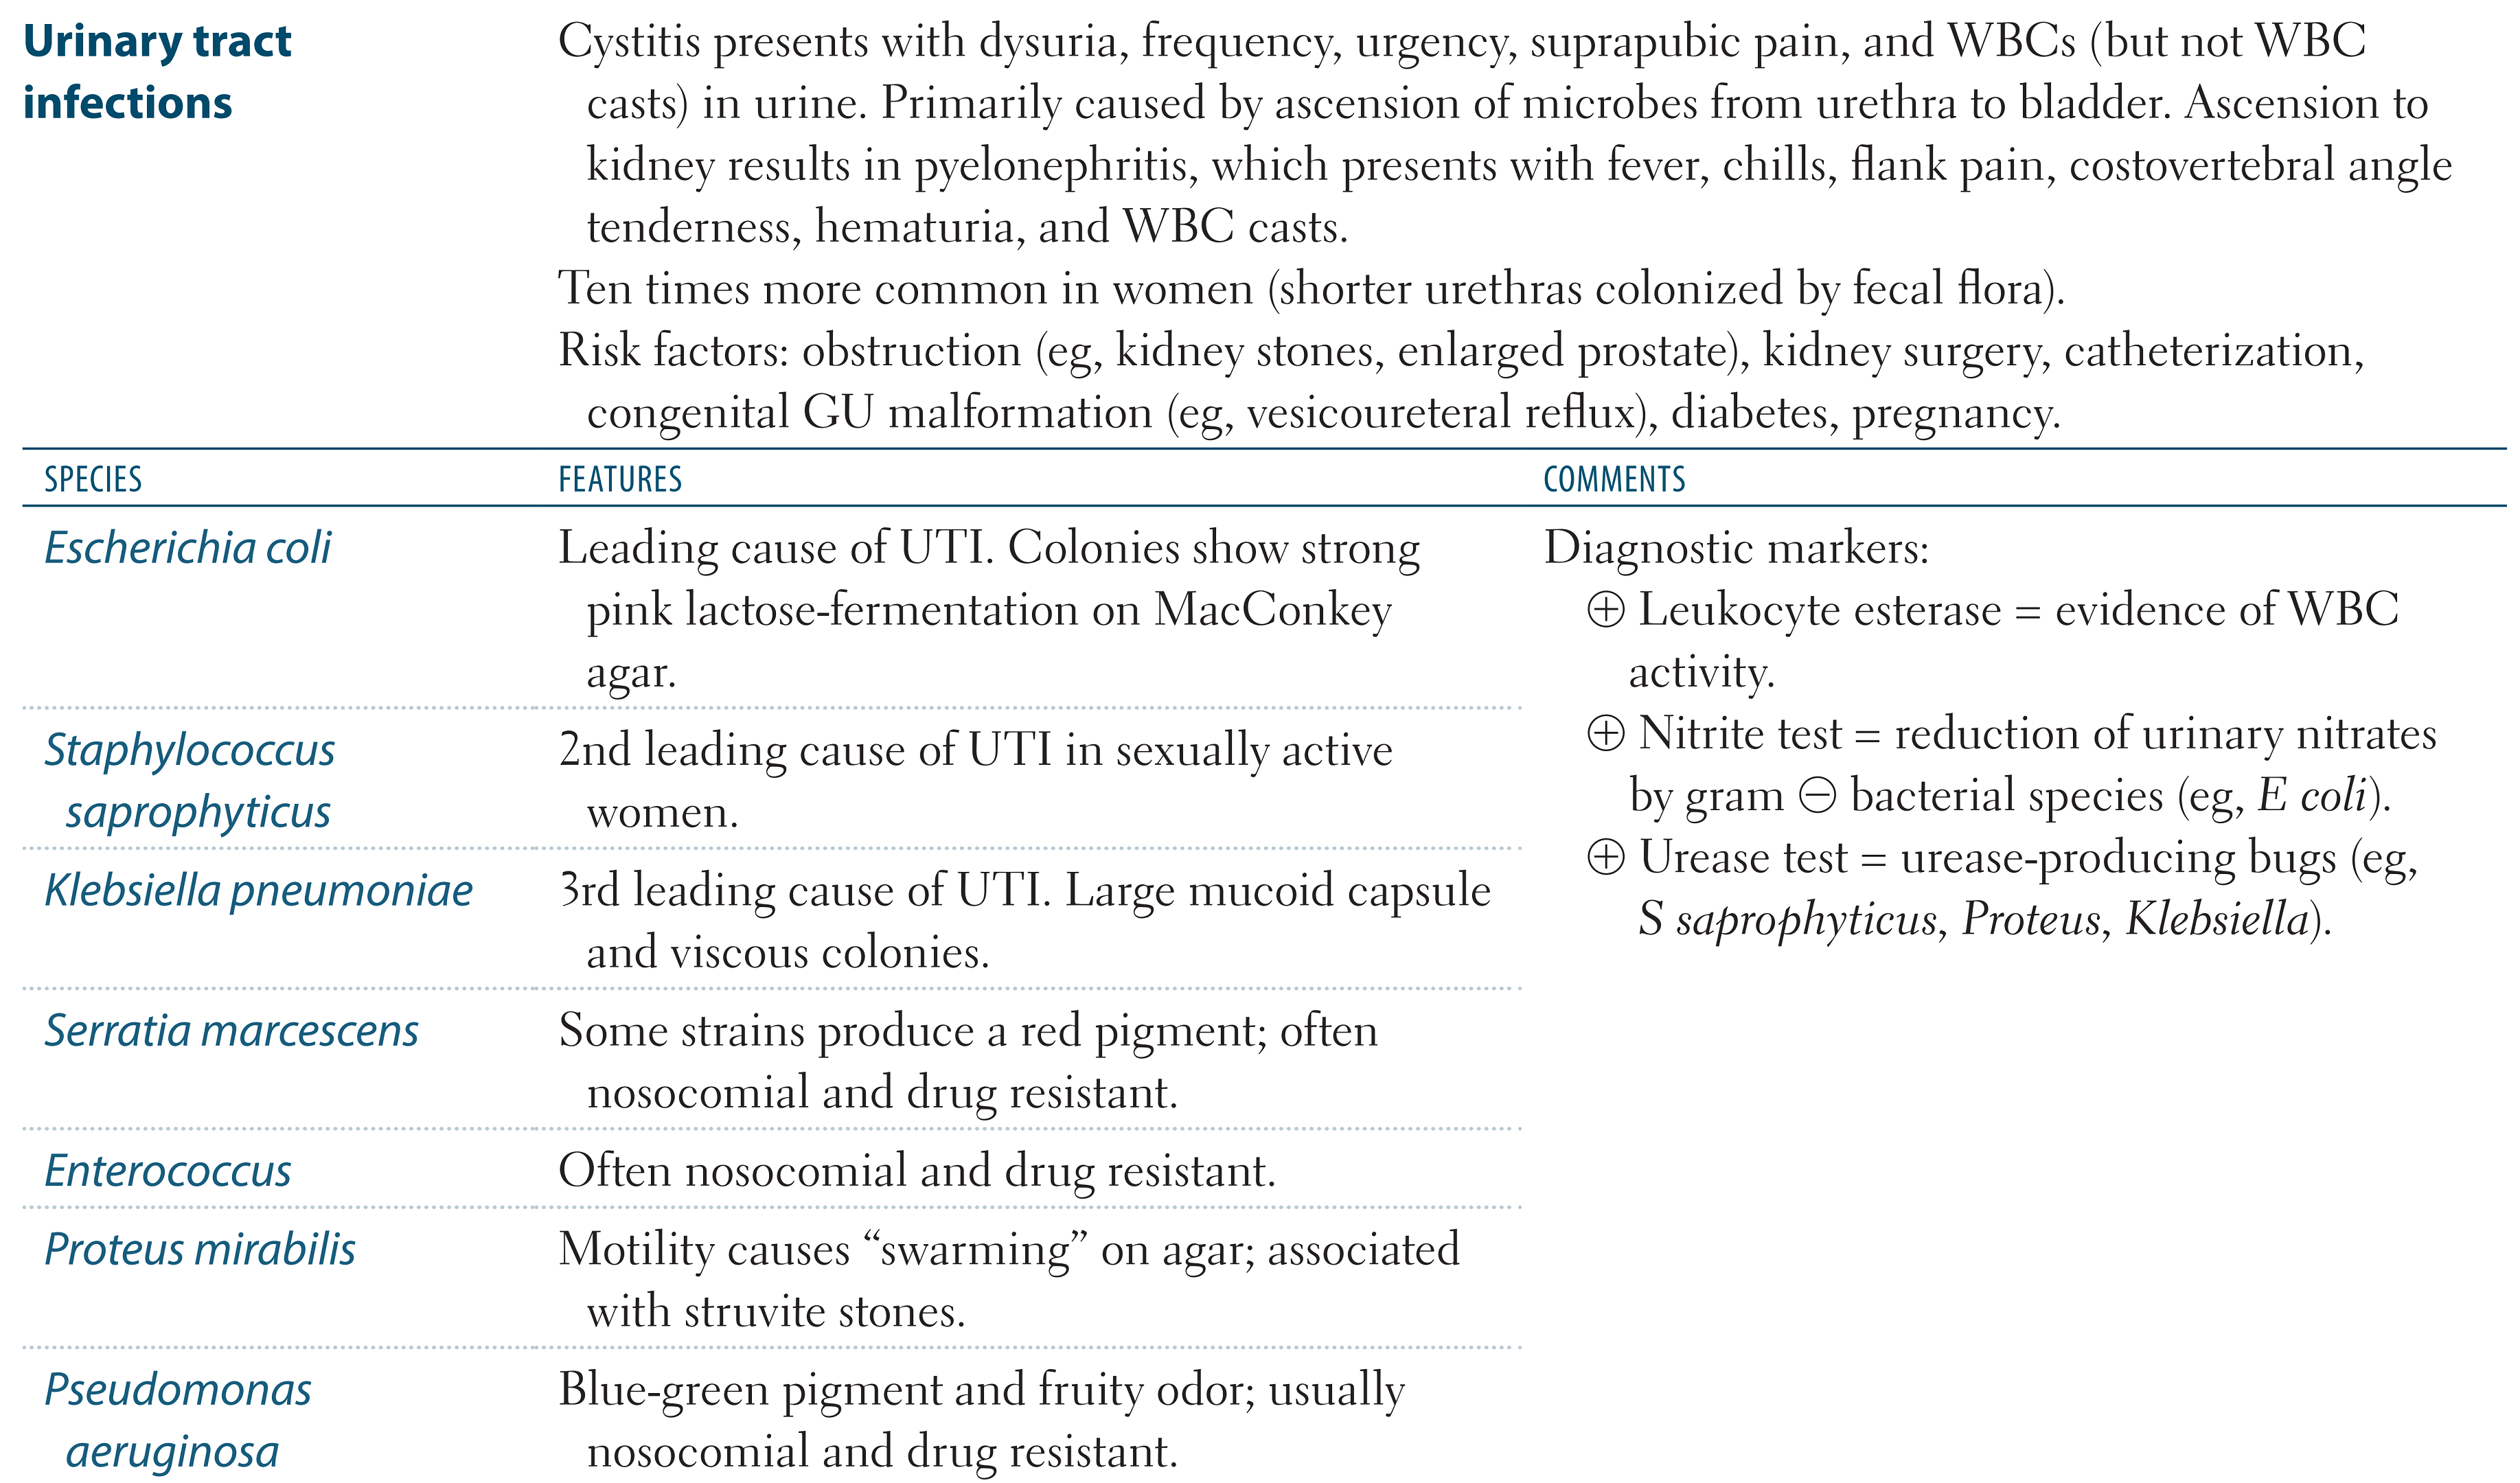 Urinary tract
infections
Cystitis presents with dysuria, frequency, urgency, suprapubic pain, and WBCs (but not WBC
casts) in urine. Primarily caused by ascension of microbes from urethra to bladder. Ascension to
kidney results in pyelonephritis, which presents with fever, chills, flank pain, costovertebral angle
tenderness, hematuria, and WBC casts.
Ten times more common in women (shorter urethras colonized by fecal flora).
Risk factors: obstruction (eg, kidney stones, enlarged prostate), kidney surgery, catheterization,
congenital GU malformation (eg, vesicoureteral reflux), diabetes, pregnancy.
SPECIES
FEATURES
COMMENTS
Escherichia coli
Leading cause of UTI. Colonies show strong
pink lactose-fermentation on MacConkey
agar.
Staphylococcus
saprophyticus
2nd leading cause of UTI in sexually active
women.
Klebsiella pneumoniae
3rd leading cause of UTI. Large mucoid capsule
and viscous colonies.
Serratia marcescens
Some strains produce a red pigment; often
nosocomial and drug resistant.
Enterococcus
Often nosocomial and drug resistant.
Proteus mirabilis
Motility causes “swarming” on agar; associated
with struvite stones.
Pseudomonas
aeruginosa
Blue-green pigment and fruity odor; usually
nosocomial and drug resistant.
Diagnostic markers:
⊕ Leukocyte esterase = evidence of WBC
activity.
⊕ Nitrite test = reduction of urinary nitrates
by gram ⊖ bacterial species (eg, E coli).
⊕ Urease test = urease-producing bugs (eg,
S saprophyticus, Proteus, Klebsiella).